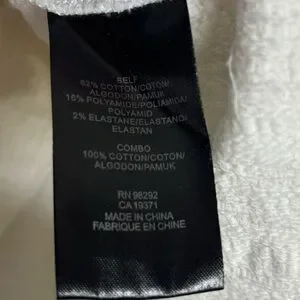 SELF
82% COTTON/COTON/
ALGODON/PAMUK
16% POLYAMIDE/POLIAMIDA/
POLYAMID
2% ELASTANE/ELASTANO/
ELASTAN
COMBO
100% COTTON/COTON/
ALGODON/PAMUK
RN 98292
CA 19371
MADE IN CHINA
FABRIQUE EN CHINE